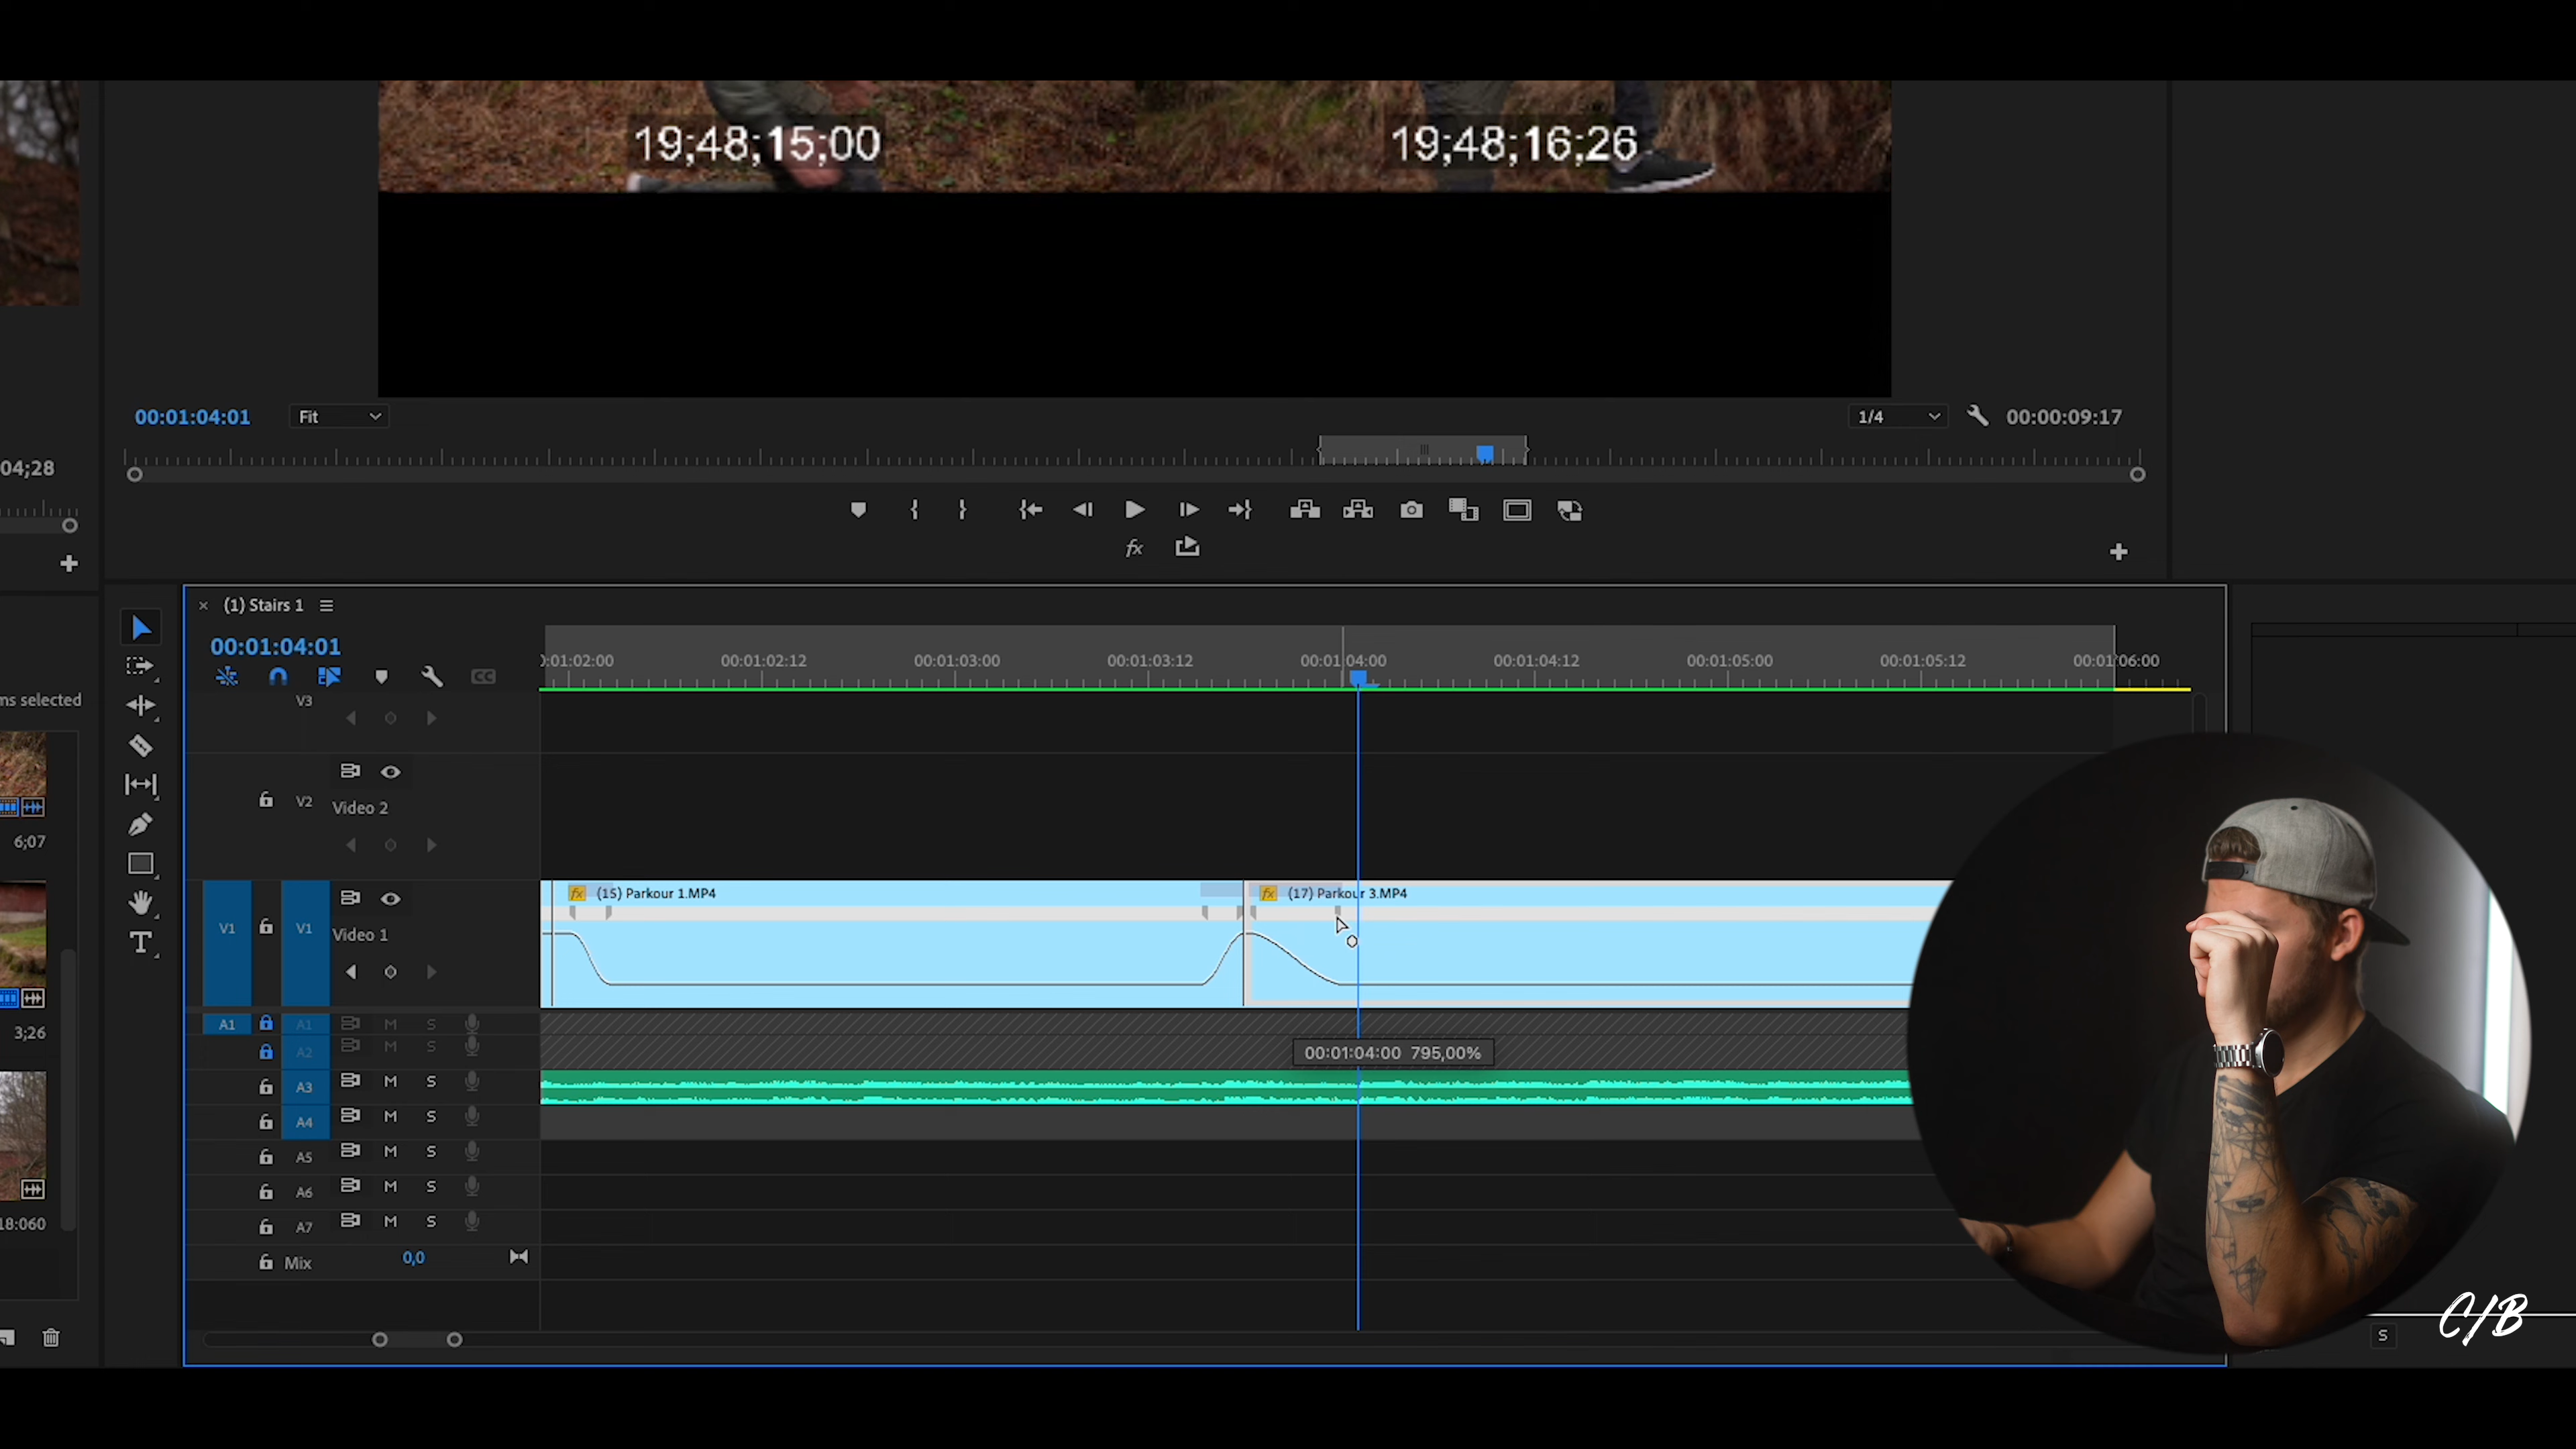 19;48;15;00
19;48;16;26
00:01:04:01
Fit
1/4
00:00:09:17
04;28
fx
(1) Stairs 1
00:01:04:01
:01:02:00
00:01:02:12
00:01:03:00
00:01:03:12
00:01:04:00
00:01:04:12
00:01:05:00
00:01:05:12
00:01:06:00
CC
ms selected
V3
V2
Video 2
6;07
V1
V1
Video 1
fx (15) Parkour 1.MP4
fx (17) Parkour 3.MP4
3;26
A1 A1 M S
A2 M S
00:01:04:00 795,00%
A3 M S
A4 M S
A5 M S
A6 M S
A7 M S
18:060
Mix 0,0
C/B
S